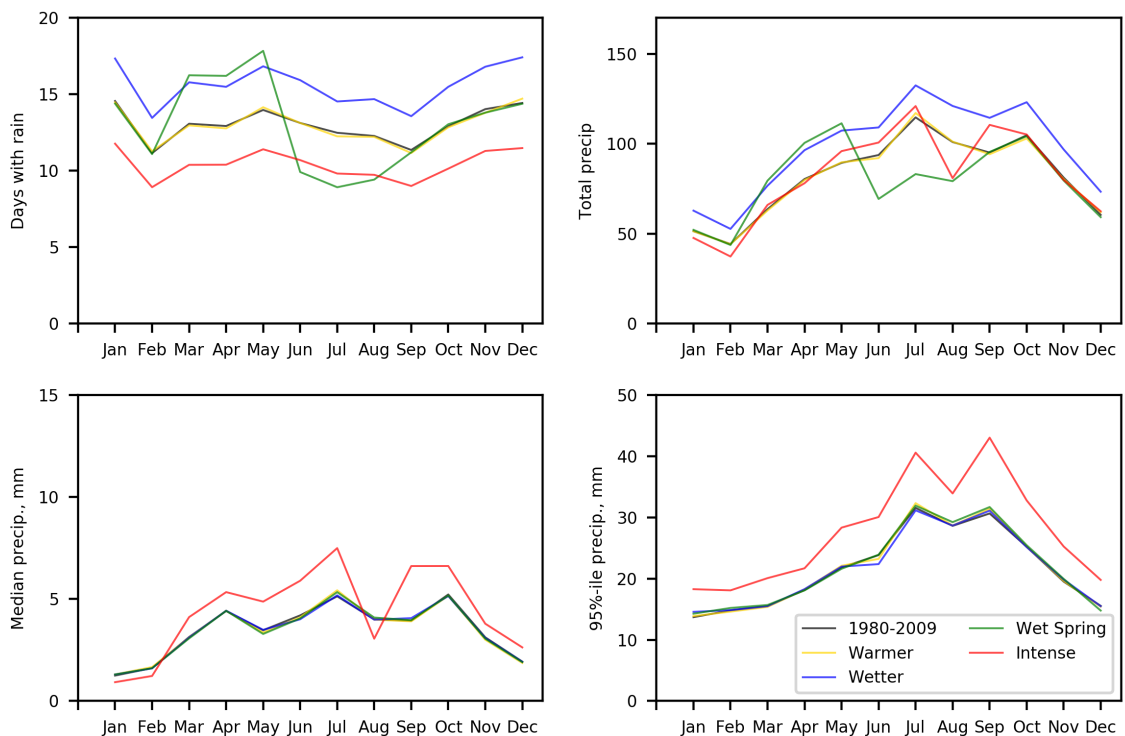 20
15
10
5
0
Days with rain
Jan Feb Mar Apr May Jun Jul Aug Sep Oct Nov Dec
150
100
50
0
Total precip
Jan Feb Mar Apr May Jun Jul Aug Sep Oct Nov Dec
15
10
5
0
Median precip., mm
Jan Feb Mar Apr May Jun Jul Aug Sep Oct Nov Dec
50
40
30
20
10
0
95%-ile precip., mm
1980-2009
Warmer
Wetter
Wet Spring
Intense
Jan Feb Mar Apr May Jun Jul Aug Sep Oct Nov Dec